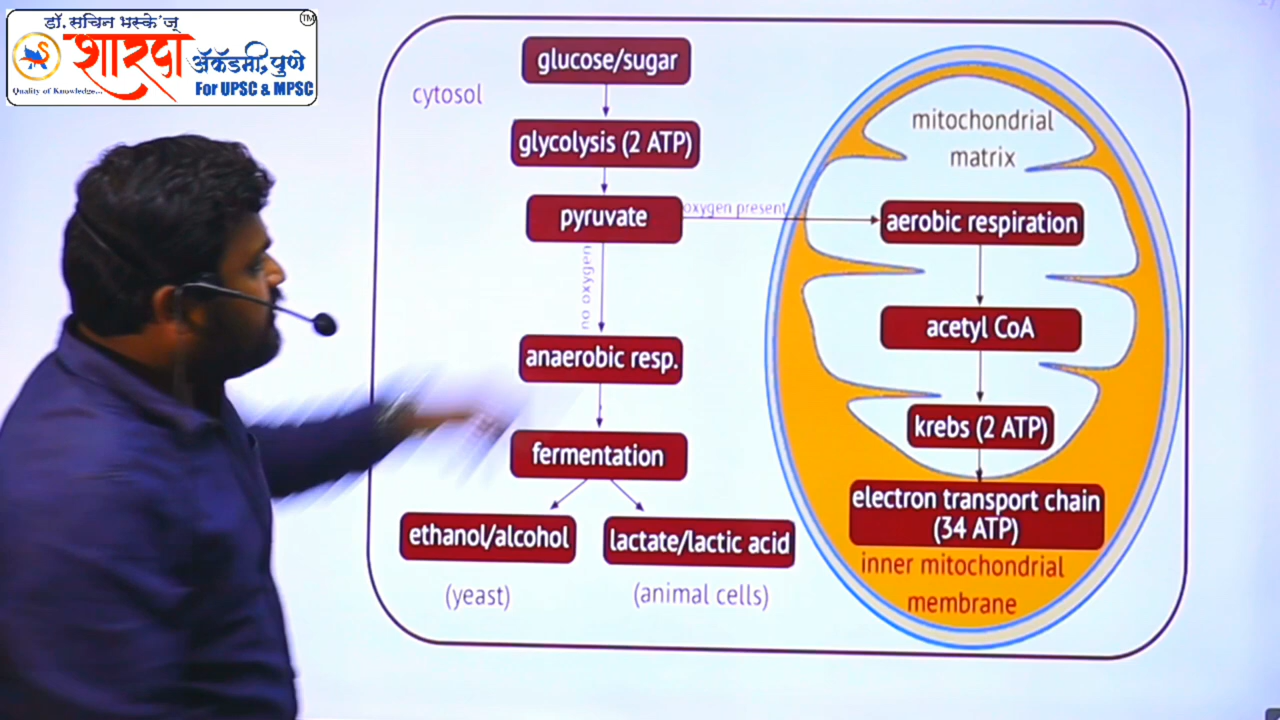 डॉ. सचिन भस्के'ज्
TM
शारदा
ॲकॅडमी, पुणे
Quality of Knowledge...
For UPSC & MPSC
glucose/sugar
cytosol
glycolysis (2 ATP)
pyruvate
oxygen present
no oxygen
anaerobic resp.
fermentation
ethanol/alcohol
lactate/lactic acid
(yeast)
(animal cells)
mitochondrial
matrix
aerobic respiration
acetyl CoA
krebs (2 ATP)
electron transport chain
(34 ATP)
inner mitochondrial
membrane